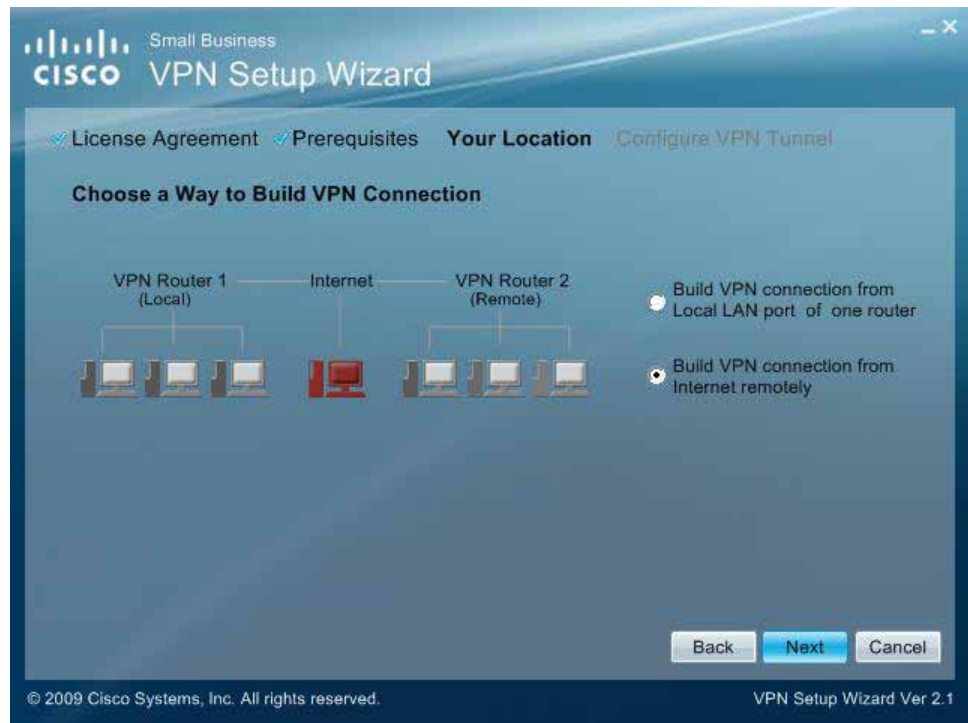 Small Business
CISCO VPN Setup Wizard
License Agreement Prerequisites Your Location Configure VPN Tunnel
Choose a Way to Build VPN Connection
VPN Router 1 Internet VPN Router 2
(Local) (Remote)
Build VPN connection from
Local LAN port of one router
Build VPN connection from
Internet remotely
Back Next Cancel
© 2009 Cisco Systems, Inc. All rights reserved. VPN Setup Wizard Ver 2.1